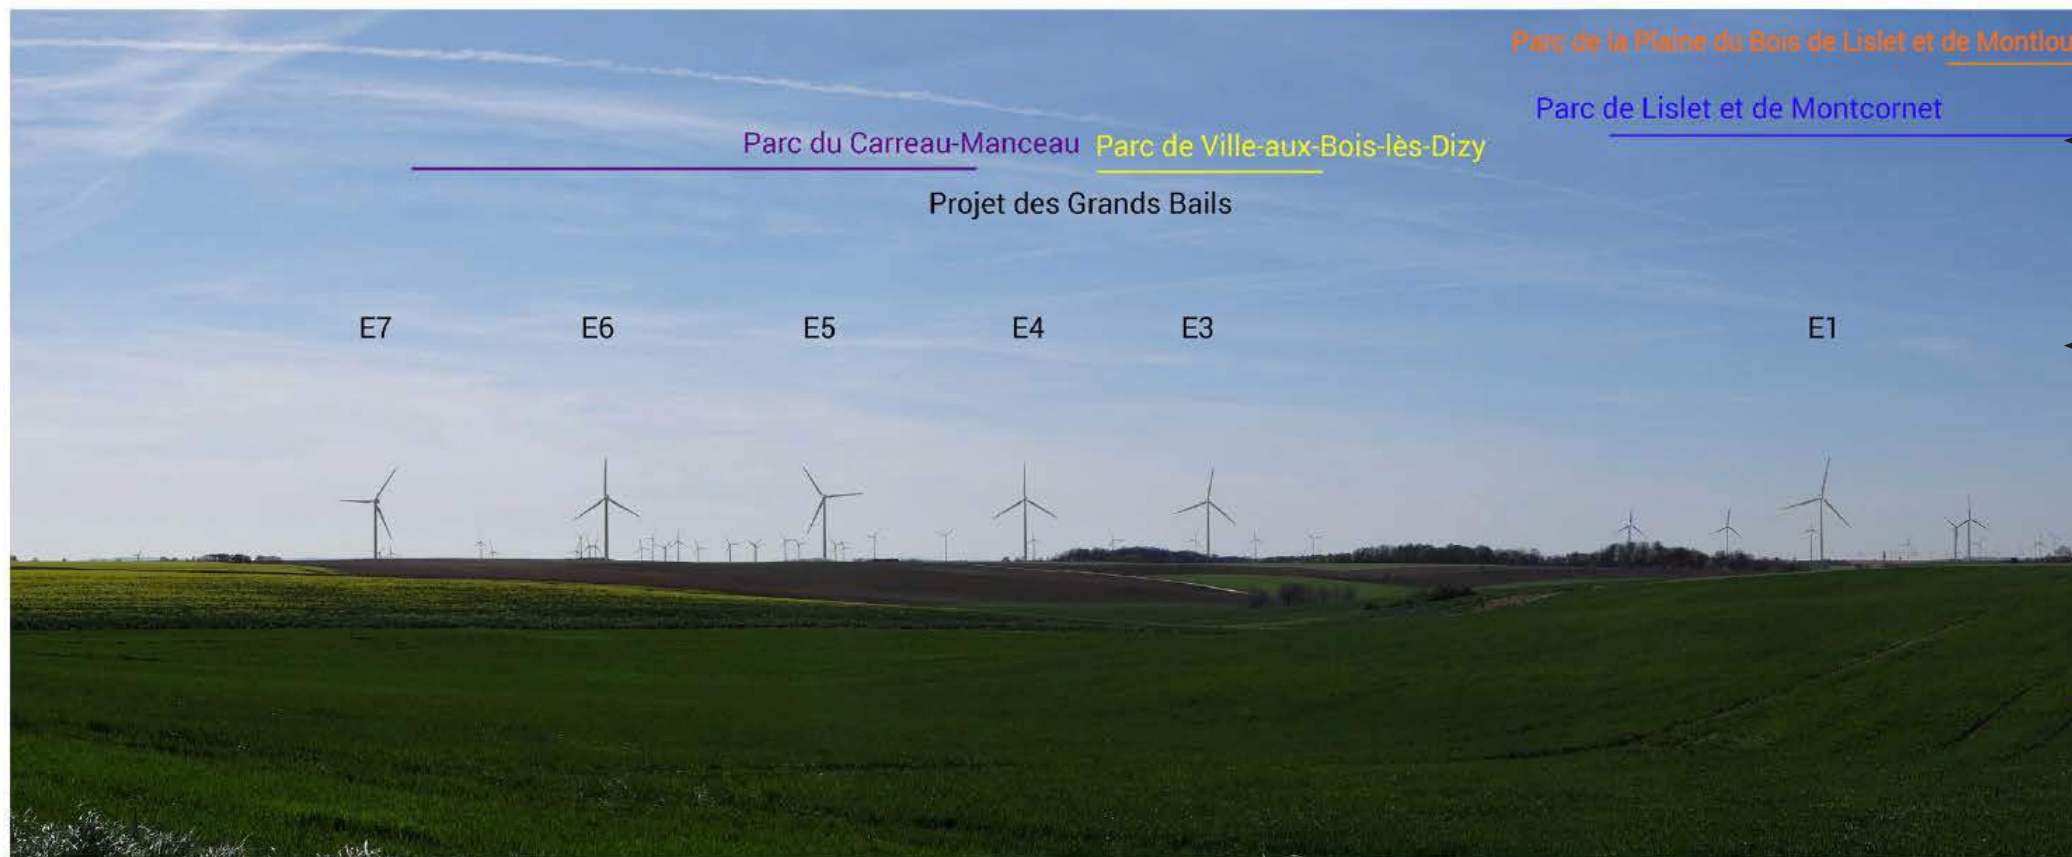 Parc de la Plaine du Bois de Lislet et de Montlou
Parc de Lislet et de Montcornet
Parc du Carreau-Manceau
Parc de Ville-aux-Bois-lès-Dizy
Projet des Grands Bails
E7
E6
E5
E4
E3
E1